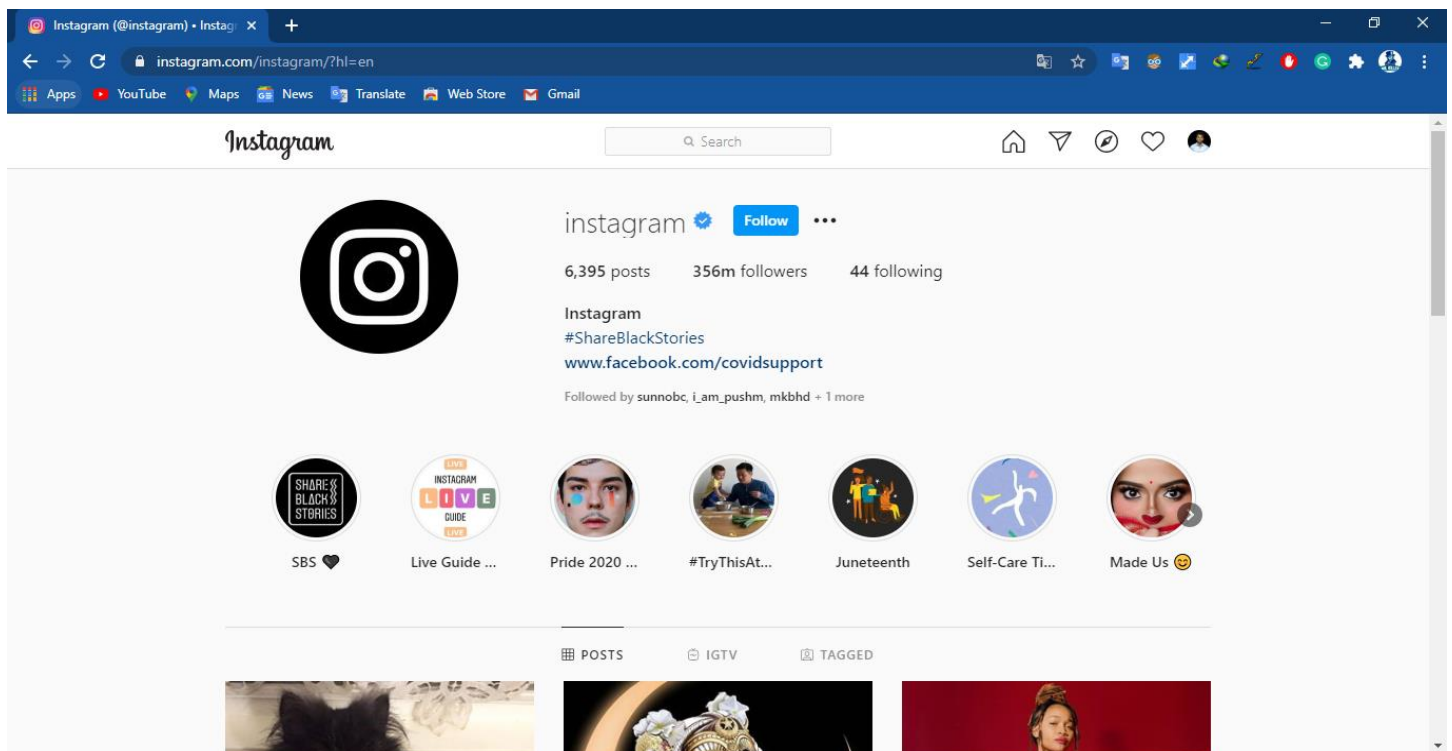 Instagram (@instagram) • Instag
instagram.com/instagram/?hl=en
Apps YouTube Maps News Translate Web Store Gmail
Instagram
Search
instagram Follow
6,395 posts 356m followers 44 following
Instagram
#ShareBlackStories
www.facebook.com/covidsupport
Followed by sunnobc, i_am_pushm, mkbhd + 1 more
SHARE
BLACK
STORIES
LIVE
INSTAGRAM
LIVE
GUIDE
LIVE
SBS 🖤 Live Guide ... Pride 2020 ... #TryThisAt... Juneteenth Self-Care Ti... Made Us 😊
POSTS IGTV TAGGED